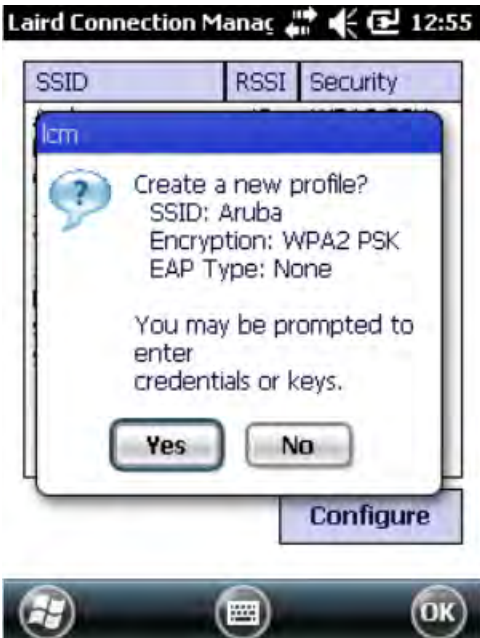 Laird Connection Manag 12:55
SSID RSSI Security
lcm
Create a new profile?
SSID: Aruba
Encryption: WPA2 PSK
EAP Type: None
You may be prompted to
enter
credentials or keys.
Yes No
Configure
OK